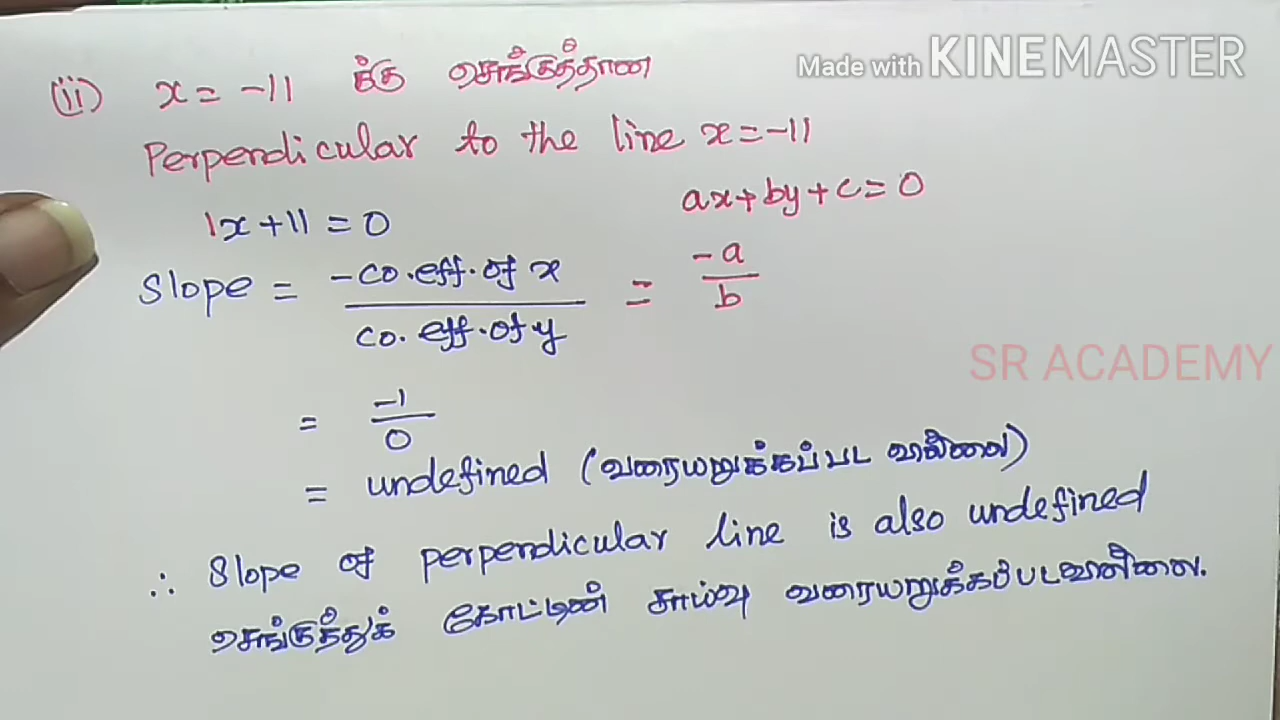 Made with KINEMASTER
(ii) x = -11 க்கு செங்குத்தான
Perpendicular to the line x = -11
1x + 11 = 0
ax + by + c = 0
Slope = -co.eff.of x / co.eff.of y = -a / b
= -1 / 0
= undefined (வரையறுக்கப்பட வில்லை)
∴ Slope of perpendicular line is also undefined
செங்குத்துக் கோட்டின் சாய்வு வரையறுக்கப்படவில்லை.
SR ACADEMY